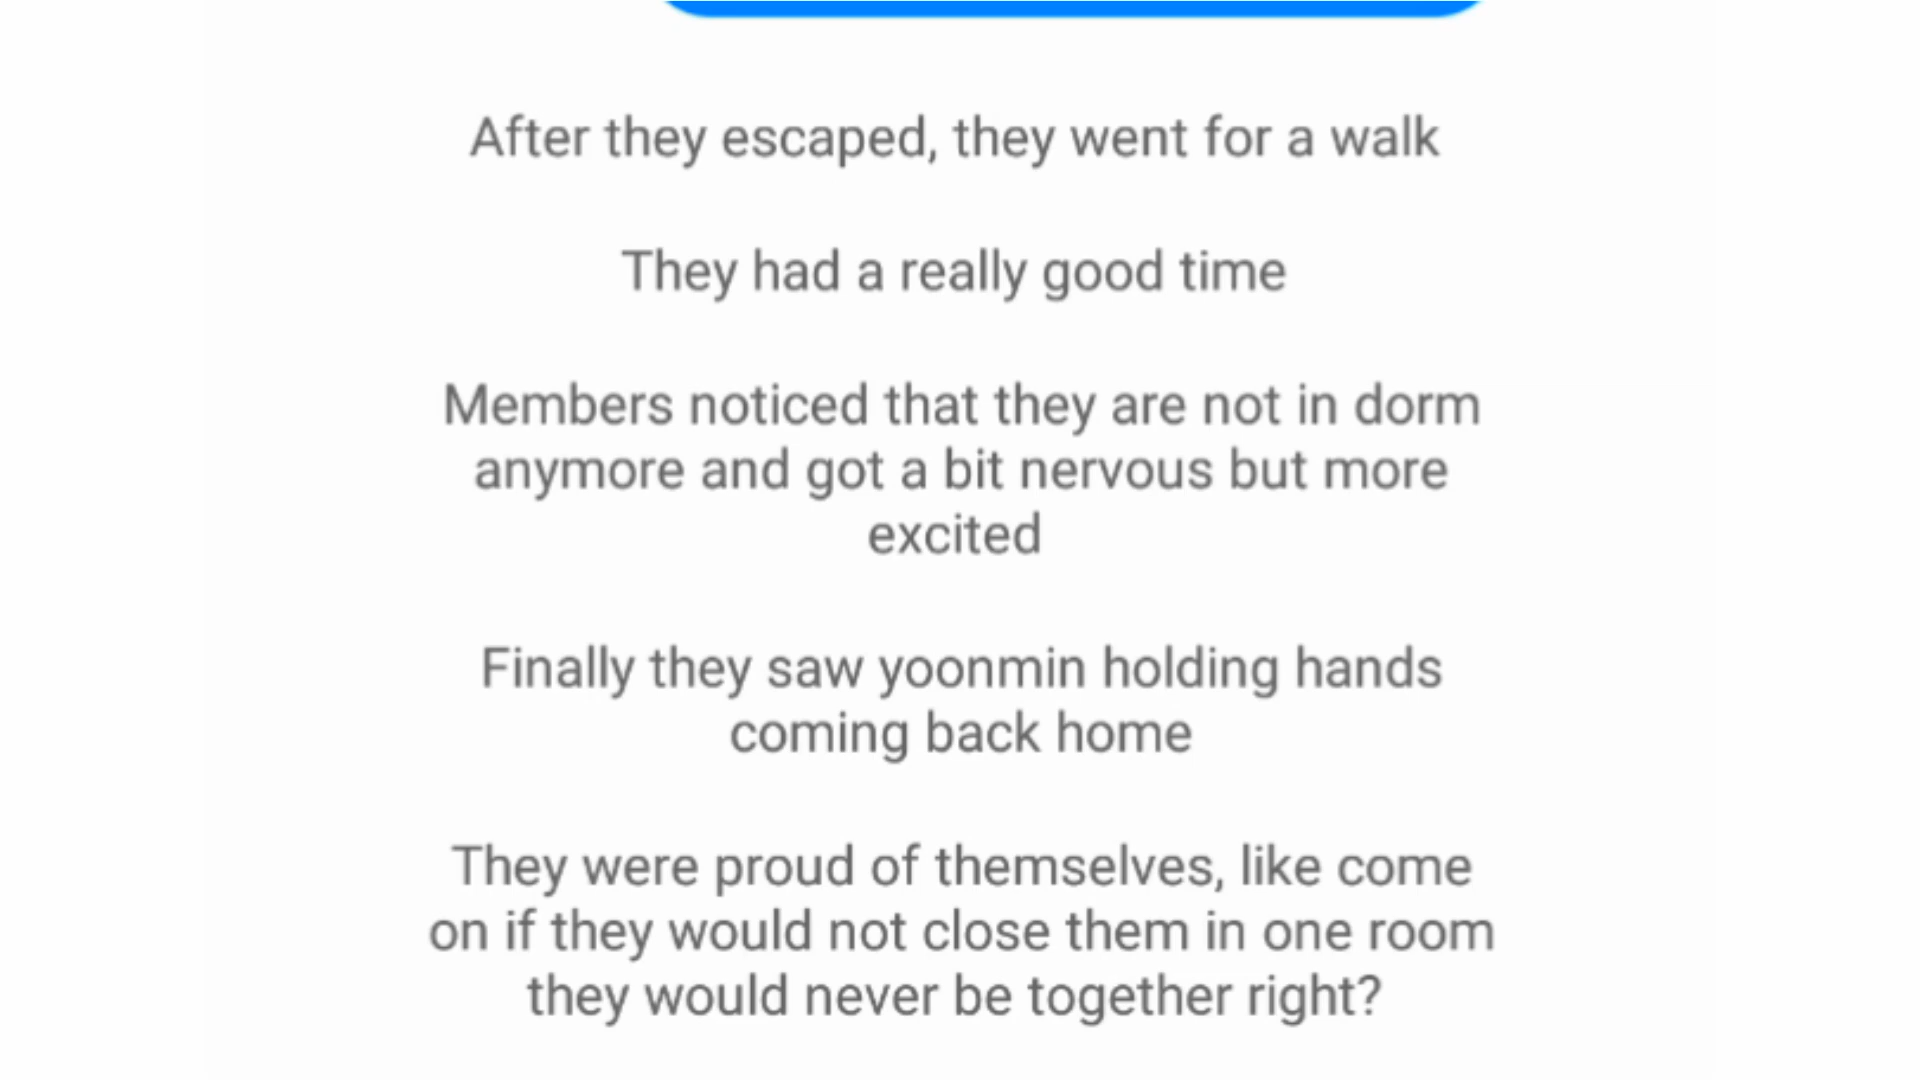 After they escaped, they went for a walk
They had a really good time
Members noticed that they are not in dorm
anymore and got a bit nervous but more
excited
Finally they saw yoonmin holding hands
coming back home
They were proud of themselves, like come
on if they would not close them in one room
they would never be together right?